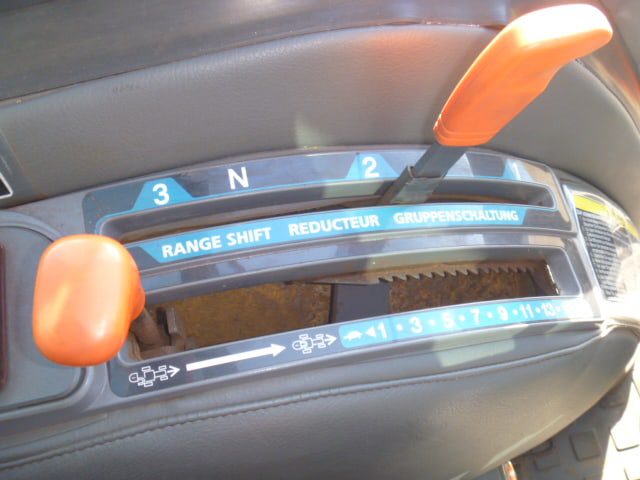 3 N 2 1
RANGE SHIFT REDUCTEUR GRUPPENSCHALTUNG
1 • 3 • 5 • 7 • 9 • 11 • 13